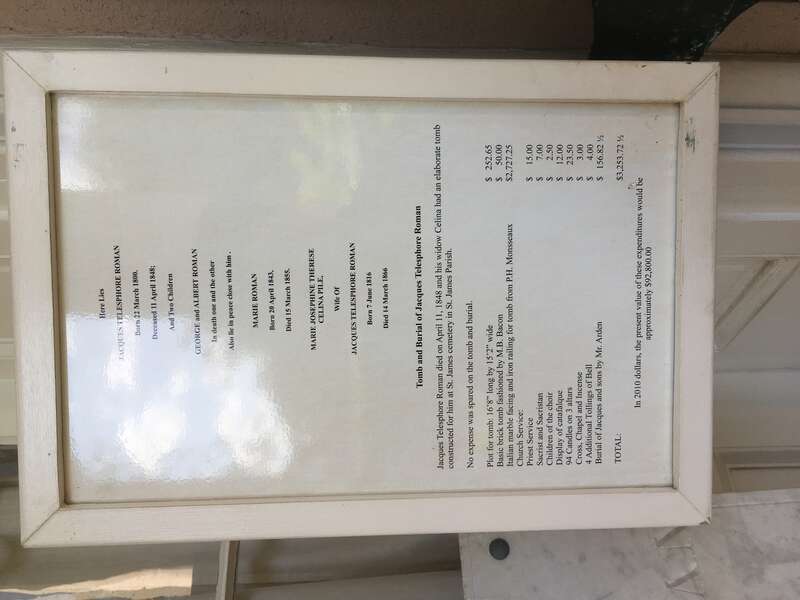 Here Lies
JACQUES TELESPHORE ROMAN
Born 22 March 1800,
Deceased 11 April 1848;
And Two Children
GEORGE and ALBERT ROMAN
In death one and the other
Also lie in peace close with him .
MARIE ROMAN
Born 20 April 1843,
Died 15 March 1855.
MARIE JOSEPHINE THERESE
CELINA PILE,
Wife Of
JACQUES TELESPHORE ROMAN
Born 7 June 1816
Died 14 March 1866
Tomb and Burial of Jacques Telesphore Roman
Jacques Telesphore Roman died on April 11, 1848 and his widow Celina had an elaborate tomb
constructed for him at St. James cemetery in St. James Parish.
No expense was spared on the tomb and burial.
Plot for tomb: 16'8" long by 15'2" wide $ 252.65
Basic brick tomb fashioned by M.B. Bacon $ 50.00
Italian marble facing and iron railing for tomb from P.H. Monsseaux $2,727.25
Church Service:
Priest Service $ 15.00
Sacrist and Sacristan $ 7.00
Children of the choir $ 2.50
Display of catafalque $ 12.00
94 Candles on 3 altars $ 23.50
Cross, Chapel and Incense $ 3.00
4 Additional Tollings of Bell $ 4.00
Burial of Jacques and sons by Mr. Arden $ 156.82 ½
TOTAL: $3,253.72 ½
In 2010 dollars, the present value of these expenditures would be
approximately $92,800.00